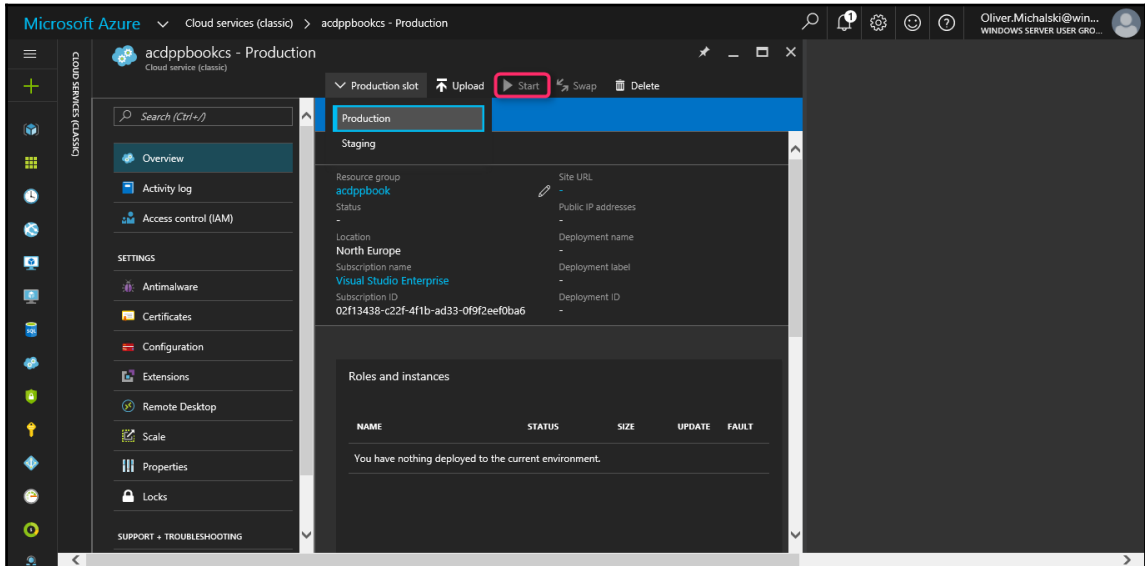 Microsoft Azure Cloud services (classic) > acdppbookcs - Production
1
Oliver.Michalski@win...
WINDOWS SERVER USER GRO...
CLOUD SERVICES (CLASSIC)
acdppbookcs - Production
Cloud service (classic)
Production slot Upload Start Swap Delete
Search (Ctrl+/)
Overview
Activity log
Access control (IAM)
SETTINGS
Antimalware
Certificates
Configuration
Extensions
Remote Desktop
Scale
Properties
Locks
SUPPORT + TROUBLESHOOTING
Production
Staging
Resource group
acdppbook
Status
-
Location
North Europe
Subscription name
Visual Studio Enterprise
Subscription ID
02f13438-c22f-4f1b-ad33-0f9f2eef0ba6
Site URL
-
Public IP addresses
-
Deployment name
-
Deployment label
-
Deployment ID
-
Roles and instances
NAME STATUS SIZE UPDATE FAULT
You have nothing deployed to the current environment.
SQL